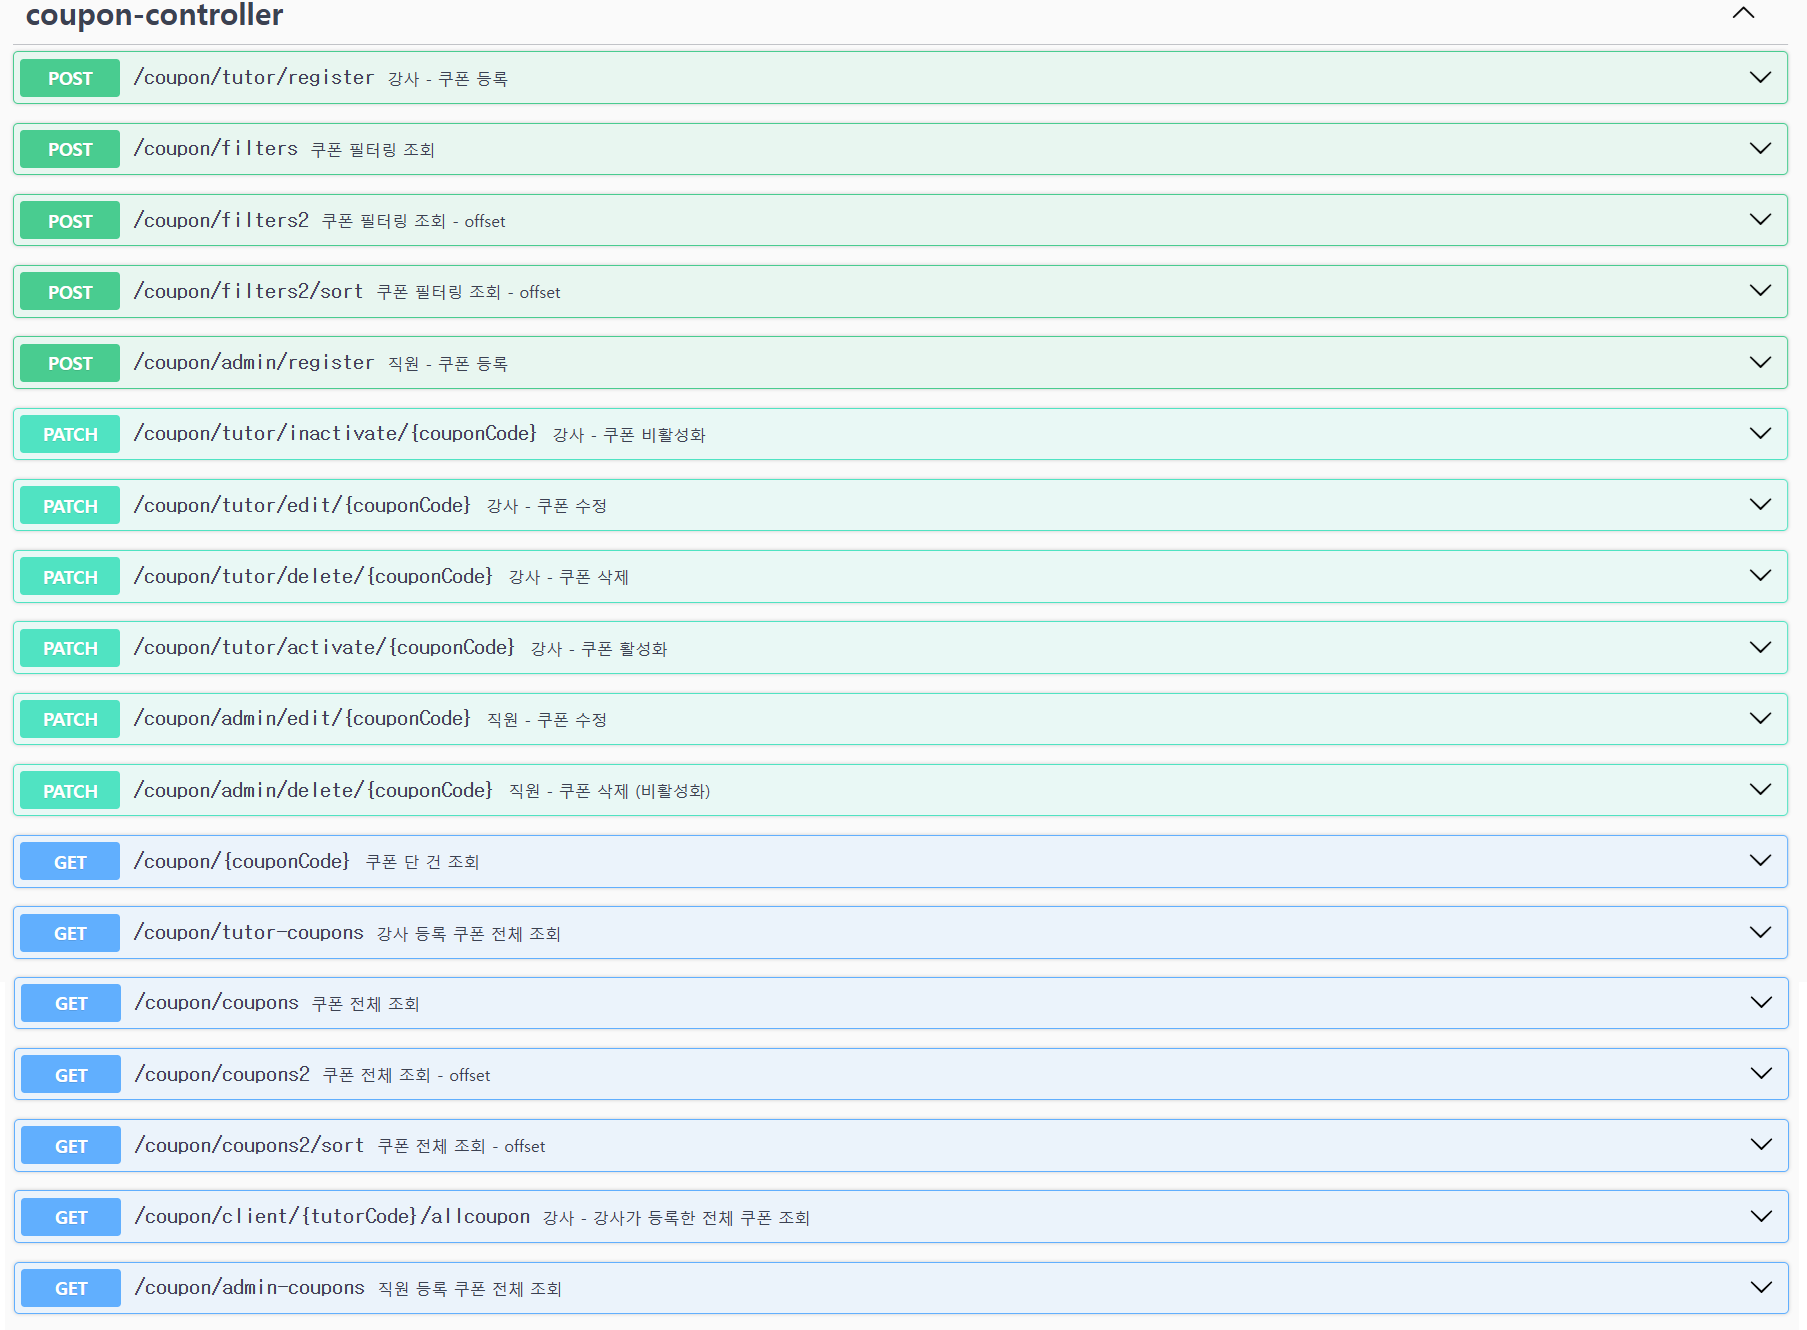 coupon-controller
POST /coupon/tutor/register 강사 - 쿠폰 등록
POST /coupon/filters 쿠폰 필터링 조회
POST /coupon/filters2 쿠폰 필터링 조회 - offset
POST /coupon/filters2/sort 쿠폰 필터링 조회 - offset
POST /coupon/admin/register 직원 - 쿠폰 등록
PATCH /coupon/tutor/inactivate/{couponCode} 강사 - 쿠폰 비활성화
PATCH /coupon/tutor/edit/{couponCode} 강사 - 쿠폰 수정
PATCH /coupon/tutor/delete/{couponCode} 강사 - 쿠폰 삭제
PATCH /coupon/tutor/activate/{couponCode} 강사 - 쿠폰 활성화
PATCH /coupon/admin/edit/{couponCode} 직원 - 쿠폰 수정
PATCH /coupon/admin/delete/{couponCode} 직원 - 쿠폰 삭제 (비활성화)
GET /coupon/{couponCode} 쿠폰 단 건 조회
GET /coupon/tutor-coupons 강사 등록 쿠폰 전체 조회
GET /coupon/coupons 쿠폰 전체 조회
GET /coupon/coupons2 쿠폰 전체 조회 - offset
GET /coupon/coupons2/sort 쿠폰 전체 조회 - offset
GET /coupon/client/{tutorCode}/allcoupon 강사 - 강사가 등록한 전체 쿠폰 조회
GET /coupon/admin-coupons 직원 등록 쿠폰 전체 조회